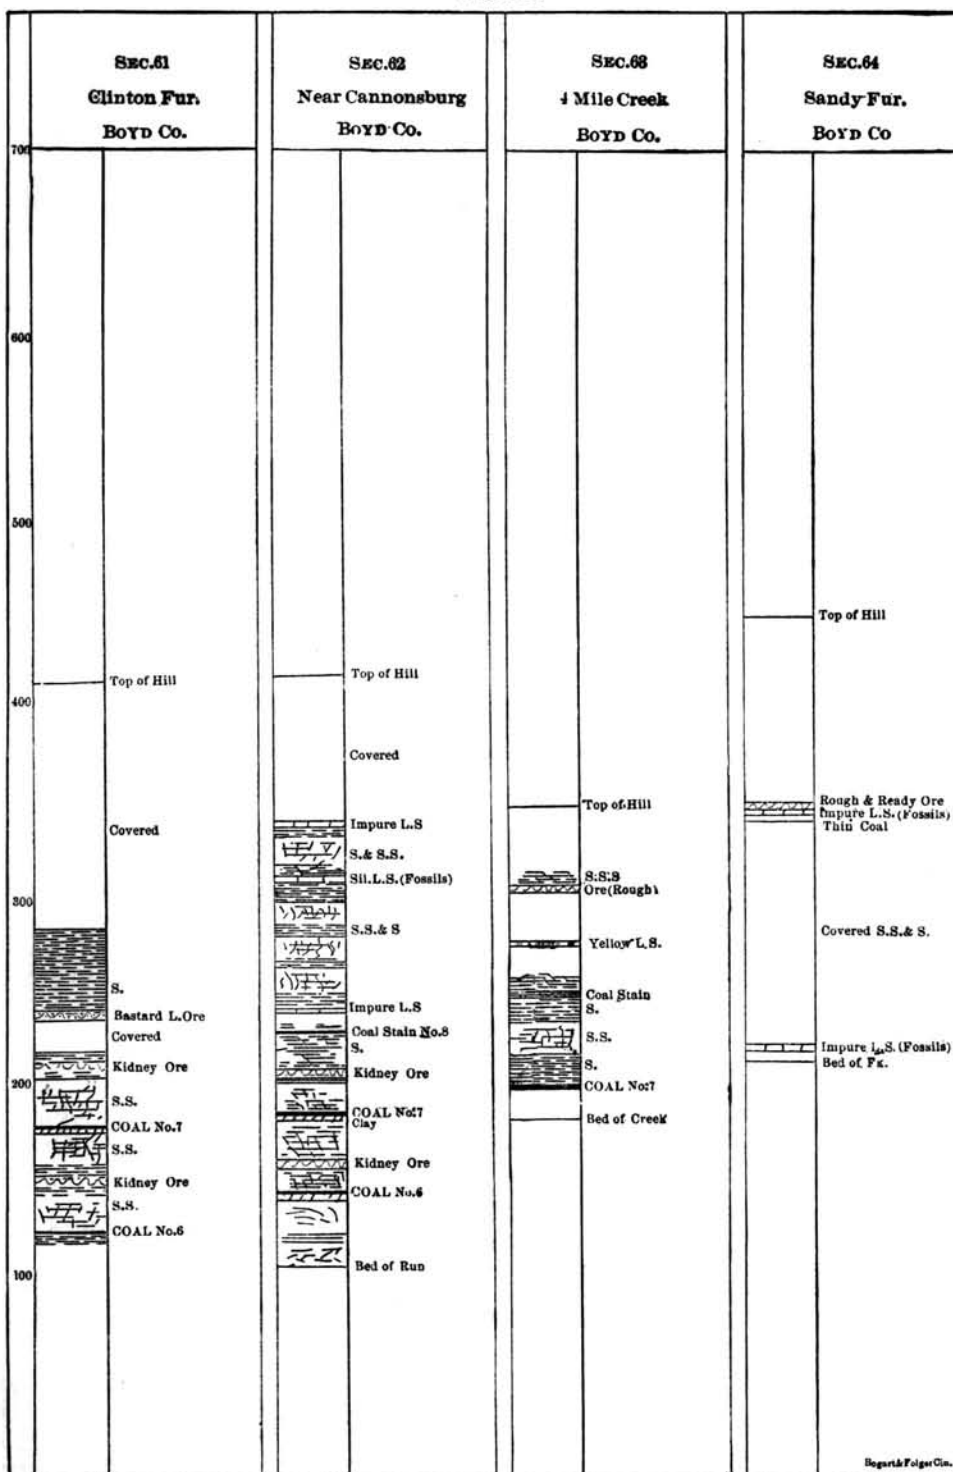 SEC.61
Clinton Fur.
BOYD CO.
SEC.62
Near Cannonsburg
BOYD CO.
SEC.63
4 Mile Creek
BOYD CO.
SEC.64
Sandy Fur.
BOYD CO
700
600
500
400
300
200
100
Top of Hill
Covered
S.
Bastard L.Ore
Covered
Kidney Ore
S.S.
COAL No.7
S.S.
Kidney Ore
S.S.
COAL No.6
Top of Hill
Covered
Impure L.S
S.& S.S.
Sil.L.S.(Fossils)
S.S.& S
Impure L.S
Coal Stain No.8
S.
Kidney Ore
COAL No.7
Clay
Kidney Ore
COAL No.6
Bed of Run
Top of Hill
S.S.S
Ore(Rough)
Yellow L.S.
Coal Stain
S.
S.S.
S.
COAL No.7
Bed of Creek
Top of Hill
Rough & Ready Ore
Impure L.S.(Fossils)
Thin Coal
Covered S.S.& S.
Impure L.S.(Fossils)
Bed of Fk.
Bogart & Folger Cin.